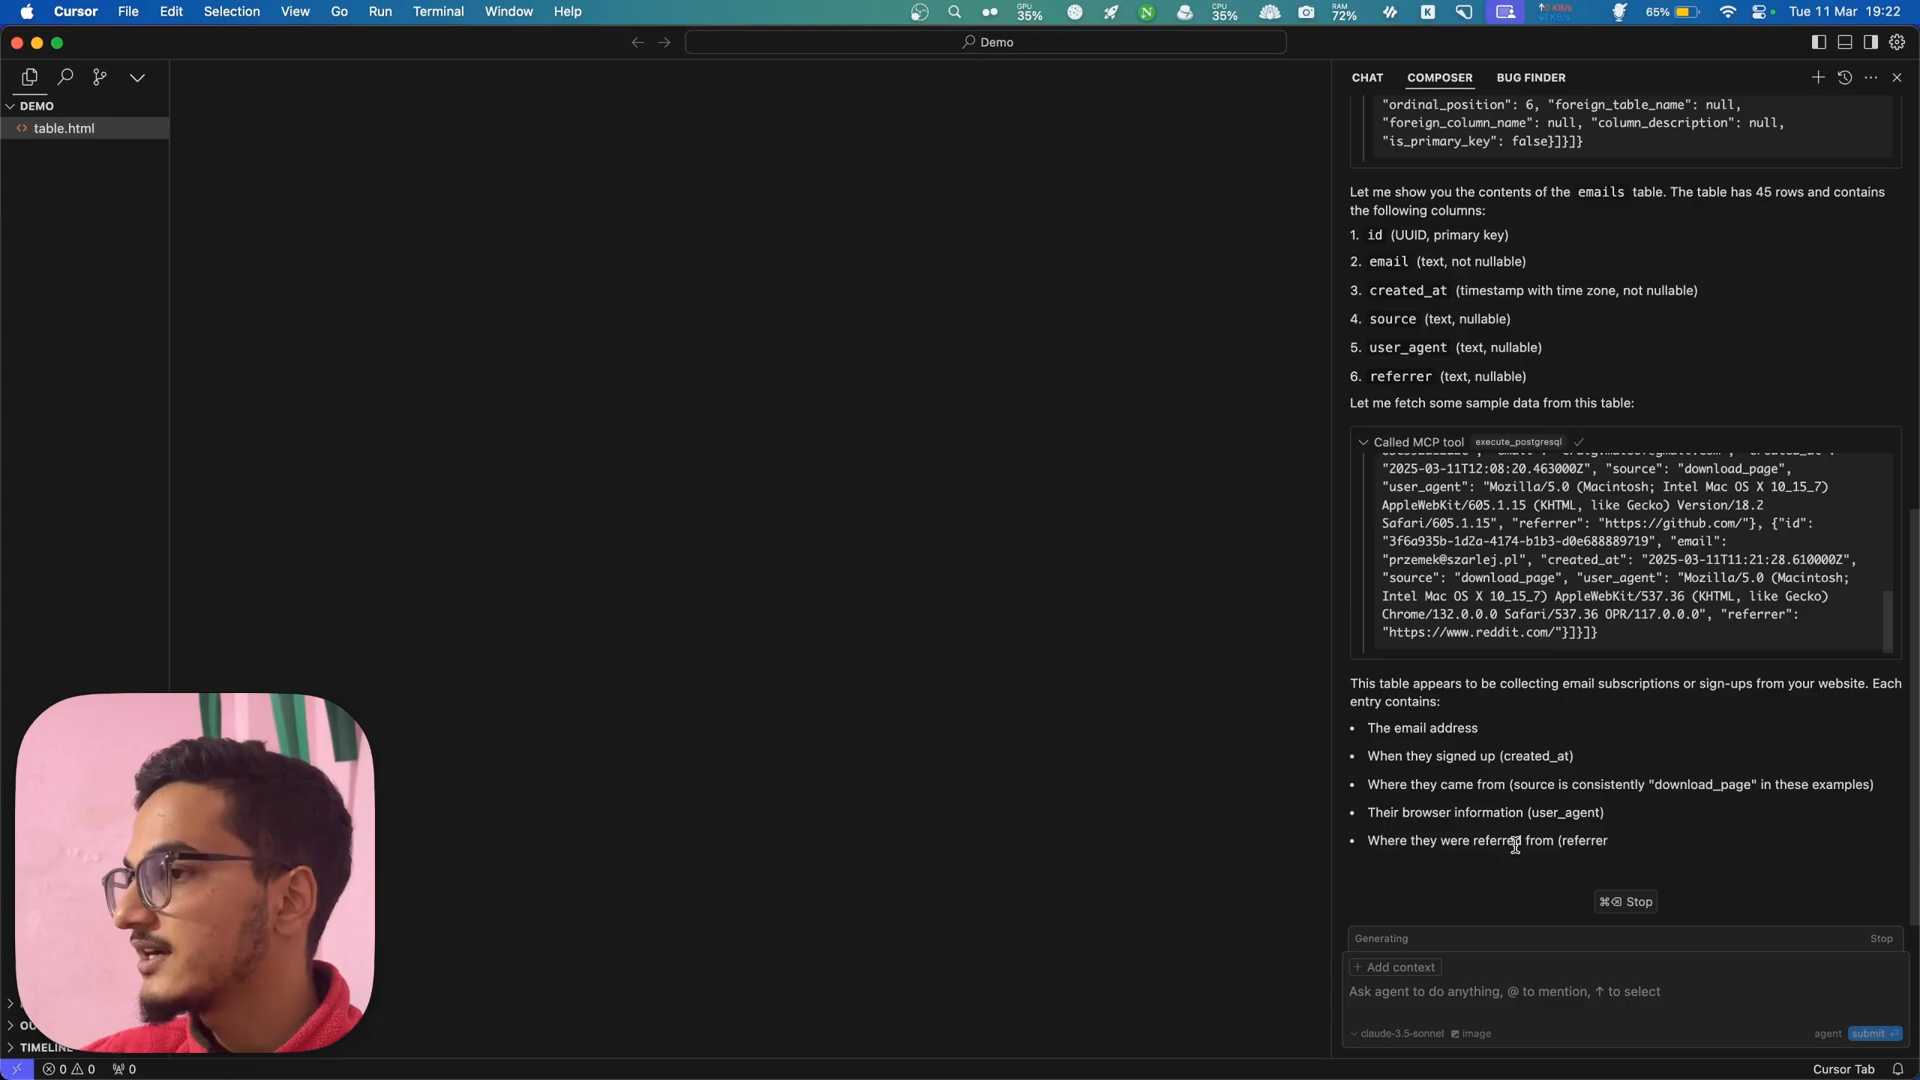 Cursor File Edit Selection View Go Run Terminal Window Help
GPU 35% CPU 35% RAM 72% 65% Tue 11 Mar 19:22
Demo
CHAT COMPOSER BUG FINDER
DEMO
table.html
"ordinal_position": 6, "foreign_table_name": null,
"foreign_column_name": null, "column_description": null,
"is_primary_key": false}]}]}
Let me show you the contents of the emails table. The table has 45 rows and contains
the following columns:
1. id (UUID, primary key)
2. email (text, not nullable)
3. created_at (timestamp with time zone, not nullable)
4. source (text, nullable)
5. user_agent (text, nullable)
6. referrer (text, nullable)
Let me fetch some sample data from this table:
Called MCP tool execute_postgresql
"2025-03-11T12:08:20.463000Z", "source": "download_page",
"user_agent": "Mozilla/5.0 (Macintosh; Intel Mac OS X 10_15_7)
AppleWebKit/605.1.15 (KHTML, like Gecko) Version/18.2
Safari/605.1.15", "referrer": "https://github.com/"}, {"id":
"3f6a935b-1d2a-4174-b1b3-d0e688889719", "email":
"przemek@szarlej.pl", "created_at": "2025-03-11T11:21:28.610000Z",
"source": "download_page", "user_agent": "Mozilla/5.0 (Macintosh;
Intel Mac OS X 10_15_7) AppleWebKit/537.36 (KHTML, like Gecko)
Chrome/132.0.0.0 Safari/537.36 OPR/117.0.0.0", "referrer":
"https://www.reddit.com/"}]}]}
This table appears to be collecting email subscriptions or sign-ups from your website. Each
entry contains:
• The email address
• When they signed up (created_at)
• Where they came from (source is consistently "download_page" in these examples)
• Their browser information (user_agent)
• Where they were referred from (referrer
Stop
Generating Stop
+ Add context
Ask agent to do anything, @ to mention, ↑ to select
claude-3.5-sonnet image agent submit
TIMELINE
0 0 0 Cursor Tab